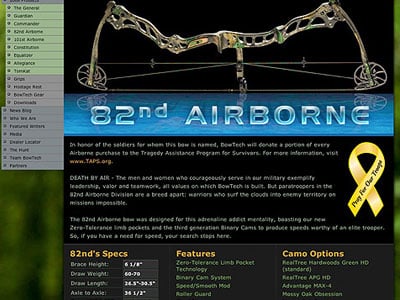 Bow Products
The General
Guardian
Commander
82nd Airborne
101st Airborne
Constitution
Equalizer
Allegiance
Tomkat
Grips
Hostage Rest
BowTech Gear
Downloads
News Blog
Who We Are
Featured Writers
Media
Dealer Locator
The Hunt
Team BowTech
Partners
82nd AIRBORNE
In honor of the soldiers for whom this bow is named, BowTech will donate a portion of every
Airborne purchase to the Tragedy Assistance Program for Survivors. For more information, visit
www.TAPS.org.
DEATH BY AIR - The men and women who courageously serve in our military exemplify
leadership, valor and teamwork, all values on which BowTech is built. But paratroopers in the
82nd Airborne Division are a breed apart: warriors who surf the clouds into enemy territory on
missions impossible.
Pray For Our Troops
The 82nd Airborne bow was designed for this adrenaline addict mentality, boasting our new
Zero-Tolerance limb pockets and the third generation Binary Cams to produce speeds worthy of an elite trooper.
So, if you have a need for speed, your search stops here.
82nd's Specs
Brace Height: 6 1/8"
Draw Weight: 60-70
Draw Length: 26.5"-30.5"
Axle to Axle: 36 1/2"
Features
Zero-Tolerance Limb Pocket
Technology
Binary Cam System
Speed/Smooth Mod
Roller Guard
Camo Options
RealTree Hardwoods Green HD
(standard)
RealTree APG HD
Advantage MAX-4
Mossy Oak Obsession